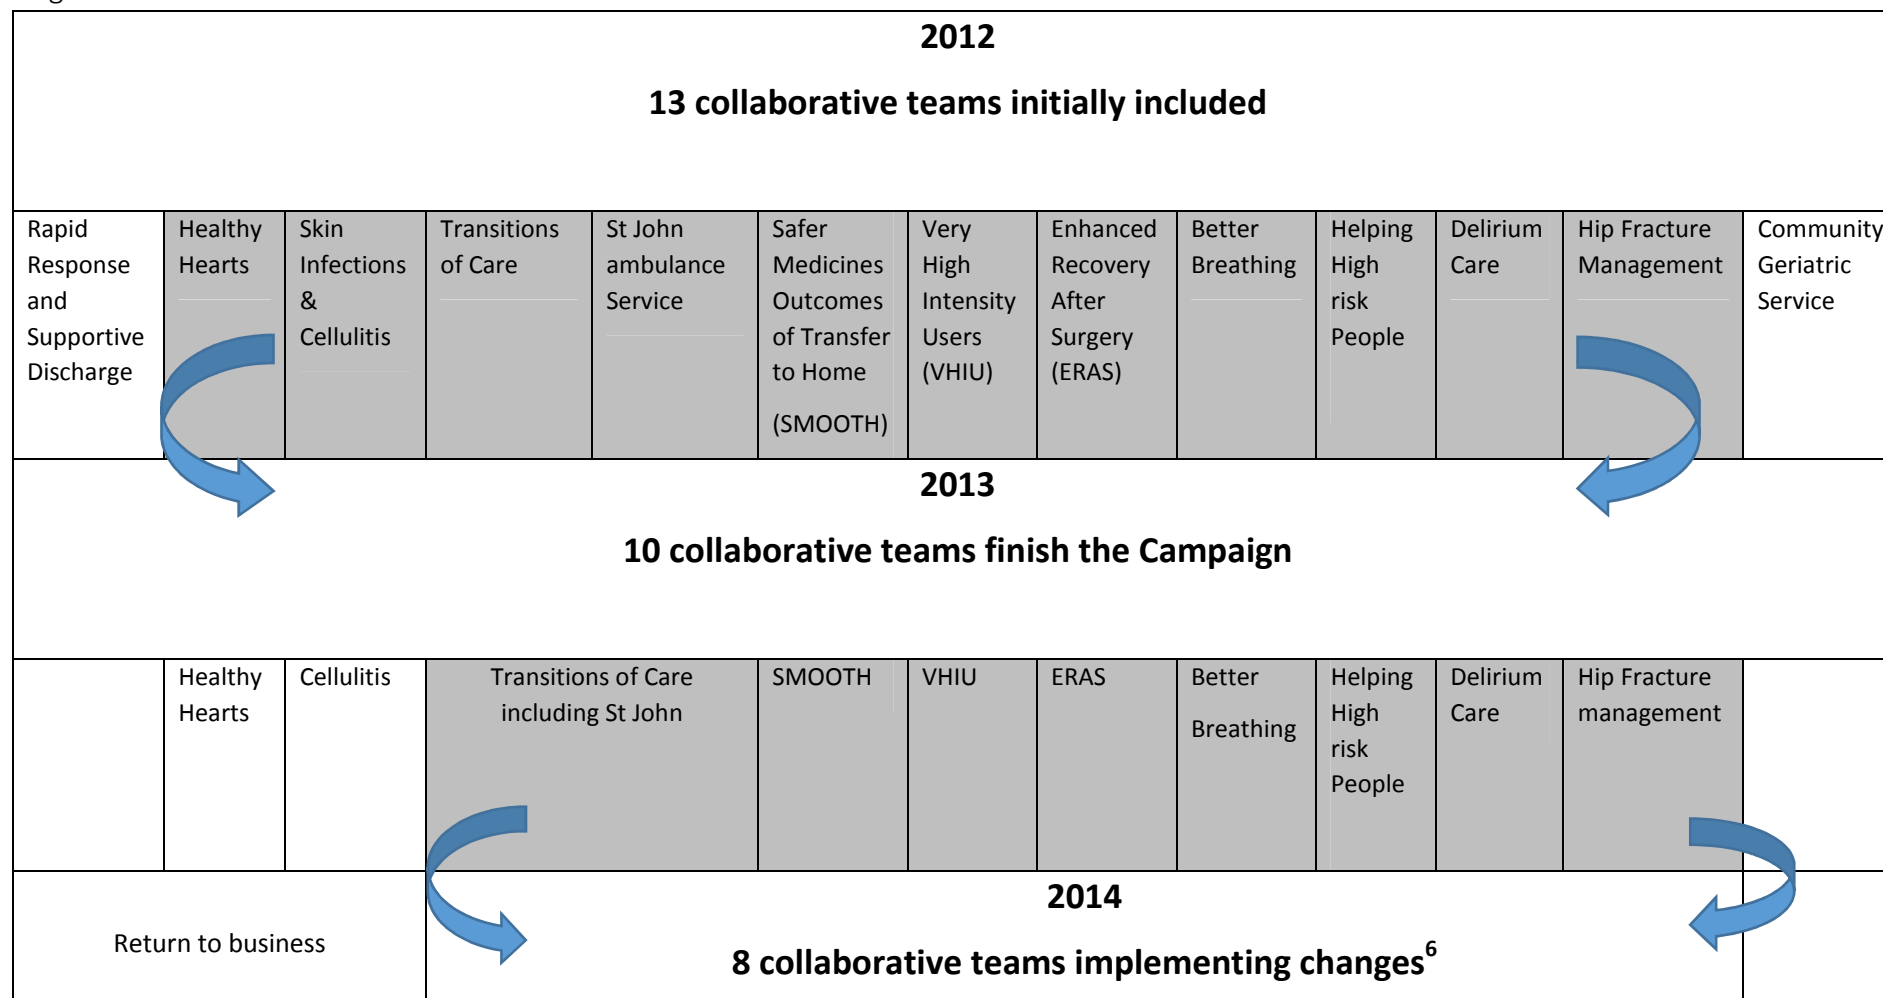 2012
13 collaborative teams initially included
Rapid
Response
and
Supportive
Discharge
Healthy
Hearts
Skin
Infections
&
Cellulitis
Transitions
of Care
St John
ambulance
Service
Safer
Medicines
Outcomes
of Transfer
to Home
(SMOOTH)
Very
High
Intensity
Users
(VHIU)
Enhanced
Recovery
After
Surgery
(ERAS)
Better
Breathing
Helping
High
risk
People
Delirium
Care
Hip Fracture
Management
Community
Geriatric
Service
2013
10 collaborative teams finish the Campaign
Healthy
Hearts
Cellulitis
Transitions of Care
including St John
SMOOTH
VHIU
ERAS
Better
Breathing
Helping
High
risk
People
Delirium
Care
Hip Fracture
management
Return to business
2014
8 collaborative teams implementing changes⁶